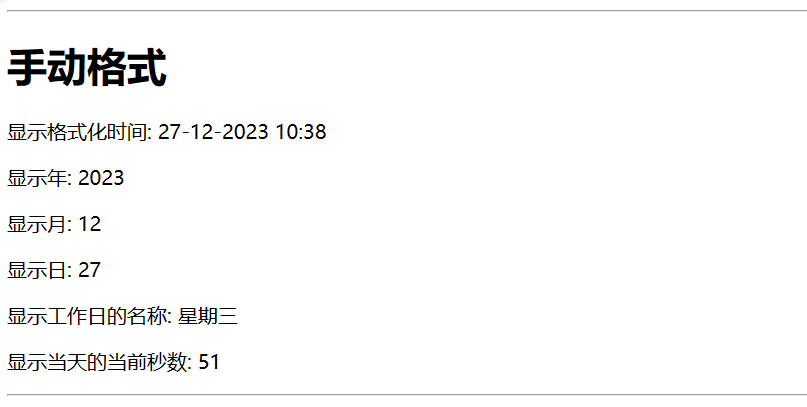 手动格式
显示格式化时间: 27-12-2023 10:38
显示年: 2023
显示月: 12
显示日: 27
显示工作日的名称: 星期三
显示当天的当前秒数: 51